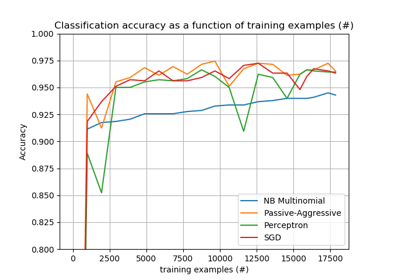 Classification accuracy as a function of training examples (#)
1.000
0.975
0.950
0.925
0.900
0.875
0.850
0.825
0.800
Accuracy
NB Multinomial
Passive-Aggressive
Perceptron
SGD
0 2500 5000 7500 10000 12500 15000 17500
training examples (#)